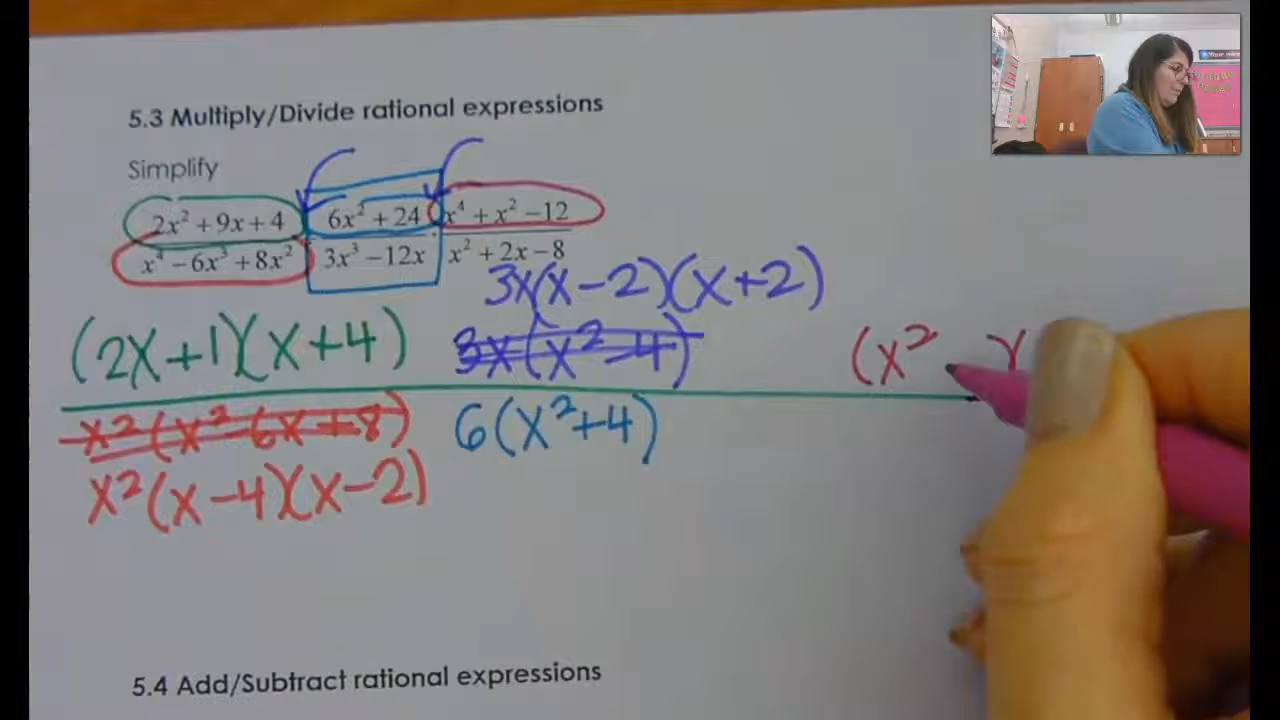 5.3 Multiply/Divide rational expressions
Simplify
2x² + 9x + 4 6x² + 24 x⁴ + x² − 12
x⁴ − 6x³ + 8x² 3x³ − 12x x² + 2x − 8
3x(x−2)(x+2)
(2x+1)(x+4) 3x(x²−4) (x²
x²(x²−6x+8) 6(x²+4)
x²(x−4)(x−2)
5.4 Add/Subtract rational expressions